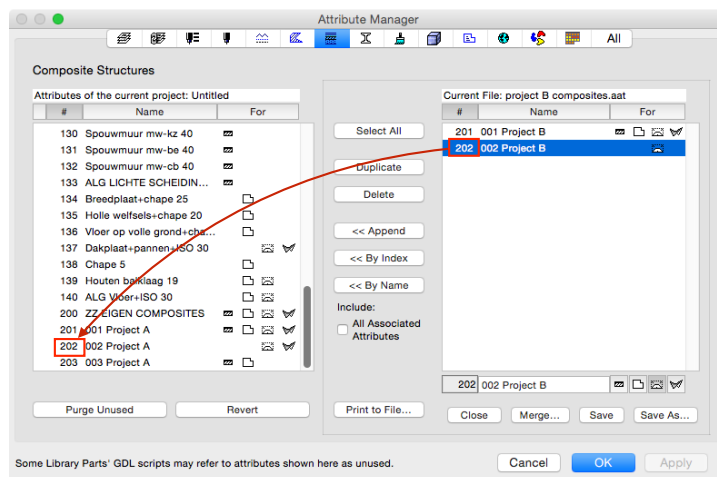 Attribute Manager
All
Composite Structures
Attributes of the current project: Untitled
# Name For
130 Spouwmuur mw-kz 40
131 Spouwmuur mw-be 40
132 Spouwmuur mw-cb 40
133 ALG LICHTE SCHEIDIN...
134 Breedplaat+chape 25
135 Holle welfsels+chape 20
136 Vloer op volle grond+cha...
137 Dakplaat+pannen+ISO 30
138 Chape 5
139 Houten balklaag 19
140 ALG Vloer+ISO 30
200 ZZ EIGEN COMPOSITES
201 001 Project A
202 002 Project A
203 003 Project A
Purge Unused
Revert
Select All
Duplicate
Delete
<< Append
<< By Index
<< By Name
Include:
All Associated
Attributes
Print to File...
Current File: project B composites.aat
# Name For
201 001 Project B
202 002 Project B
202 002 Project B
Close
Merge...
Save
Save As...
Some Library Parts' GDL scripts may refer to attributes shown here as unused.
Cancel
OK
Apply